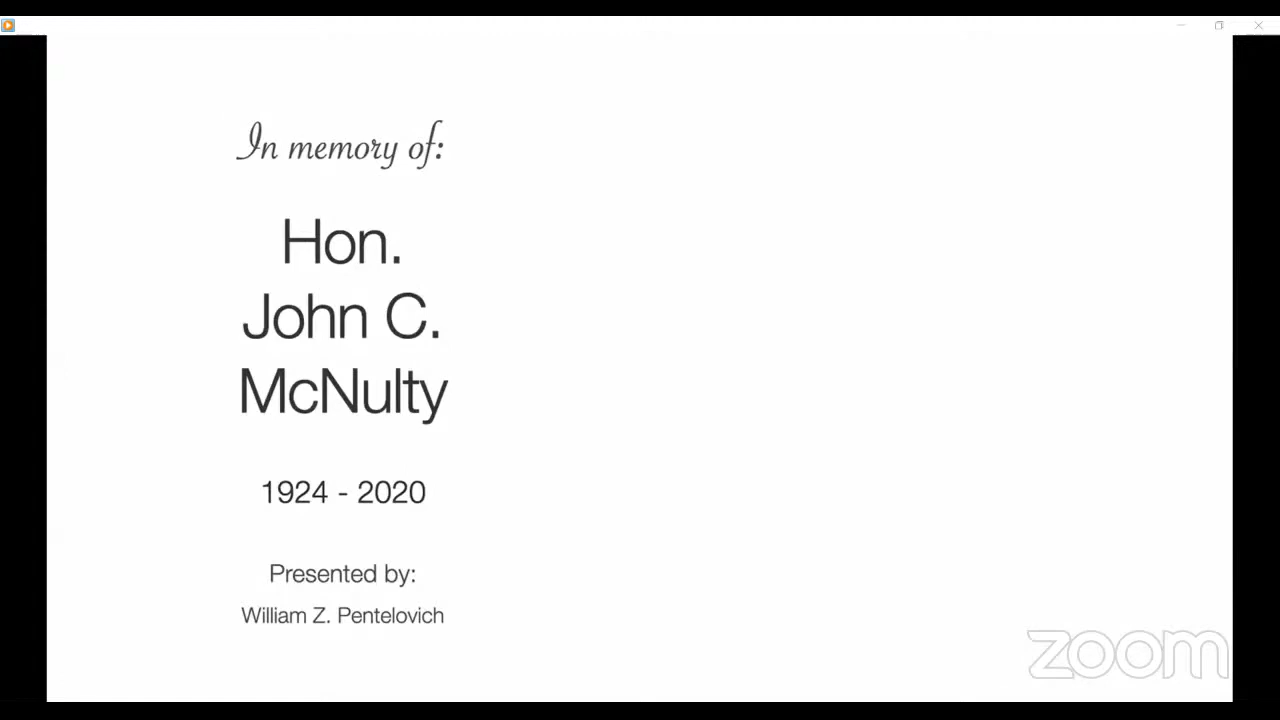 In memory of:
Hon.
John C.
McNulty
1924 - 2020
Presented by:
William Z. Pentelovich
zoom